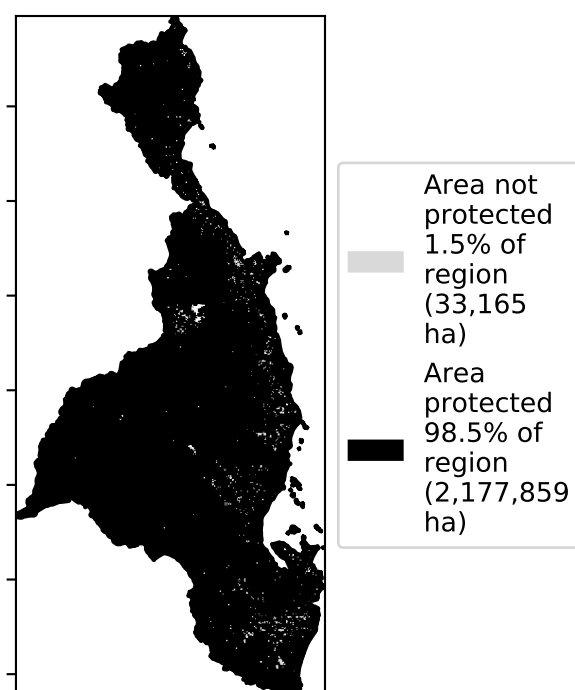 Area not
protected
1.5% of
region
(33,165
ha)
Area
protected
98.5% of
region
(2,177,859
ha)